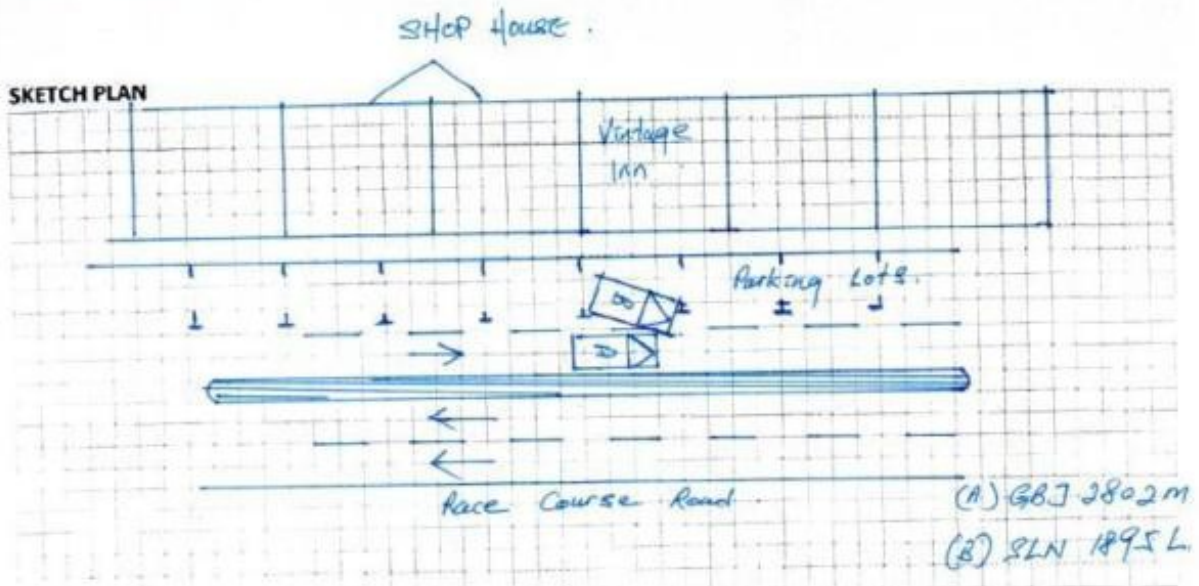 SHOP HOUSE.
SKETCH PLAN
Vintage
Inn
Parking Lots.
B
A
Race Course Road.
(A) GBJ 2802M
(B) SLN 1895L